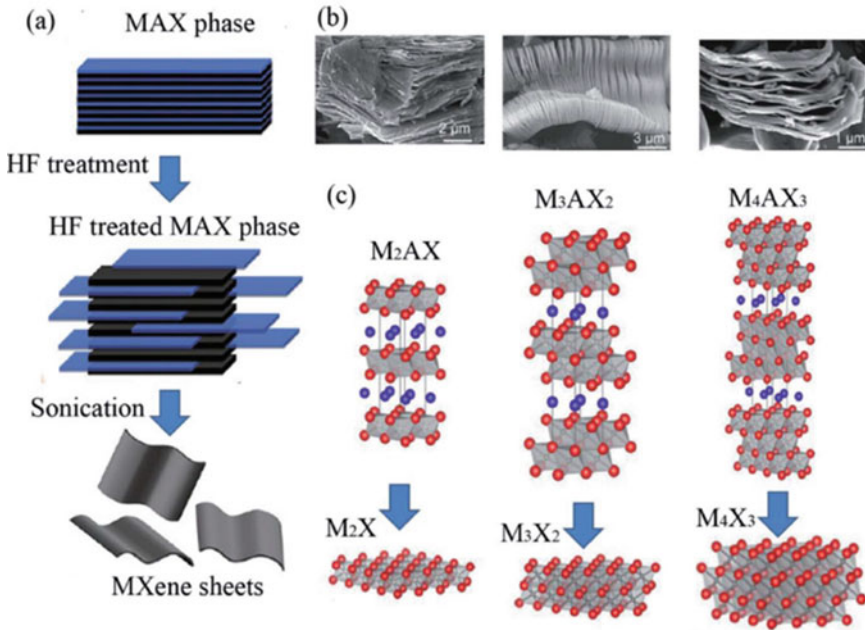 (a)
MAX phase
HF treatment
HF treated MAX phase
Sonication
MXene sheets
(b)
2 μm
3 μm
1 μm
(c)
M₂AX
M₃AX₂
M₄AX₃
M₂X
M₃X₂
M₄X₃